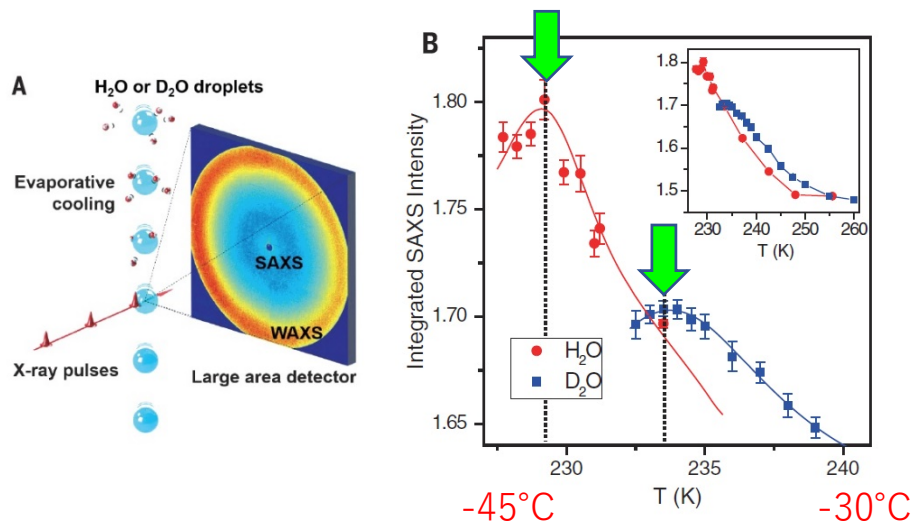 A
H₂O or D₂O droplets
Evaporative
cooling
SAXS
WAXS
X-ray pulses
Large area detector
B
Integrated SAXS Intensity
1.80
1.75
1.70
1.65
230
235
240
T (K)
H₂O
D₂O
1.8
1.7
1.6
1.5
230
240
250
260
T (K)
-45°C
-30°C